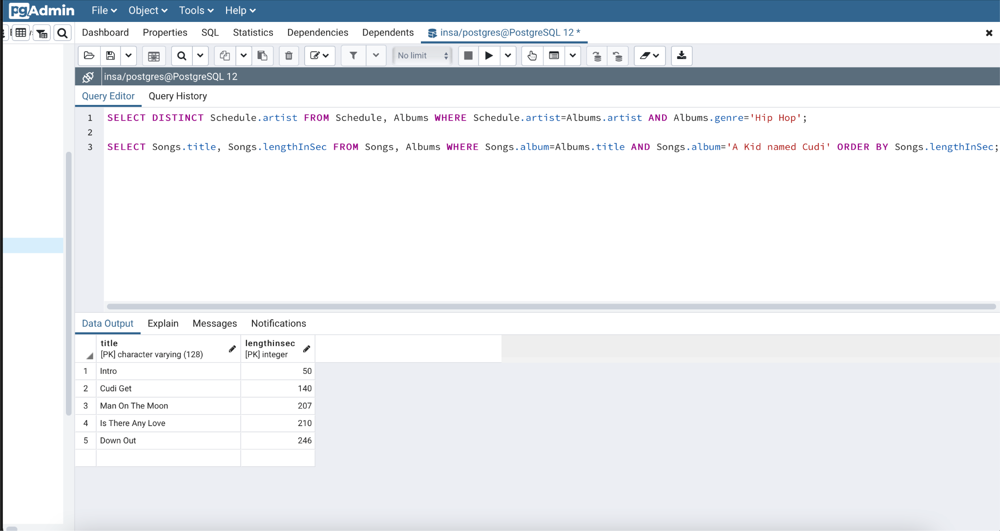 pgAdmin File Object Tools Help
Dashboard Properties SQL Statistics Dependencies Dependents insa/postgres@PostgreSQL 12 *
No limit
insa/postgres@PostgreSQL 12
Query Editor Query History
1 SELECT DISTINCT Schedule.artist FROM Schedule, Albums WHERE Schedule.artist=Albums.artist AND Albums.genre='Hip Hop';
2
3 SELECT Songs.title, Songs.lengthInSec FROM Songs, Albums WHERE Songs.album=Albums.title AND Songs.album='A Kid named Cudi' ORDER BY Songs.lengthInSec;
Data Output Explain Messages Notifications
title lengthinsec
[PK] character varying (128) [PK] integer
1 Intro 50
2 Cudi Get 140
3 Man On The Moon 207
4 Is There Any Love 210
5 Down Out 246